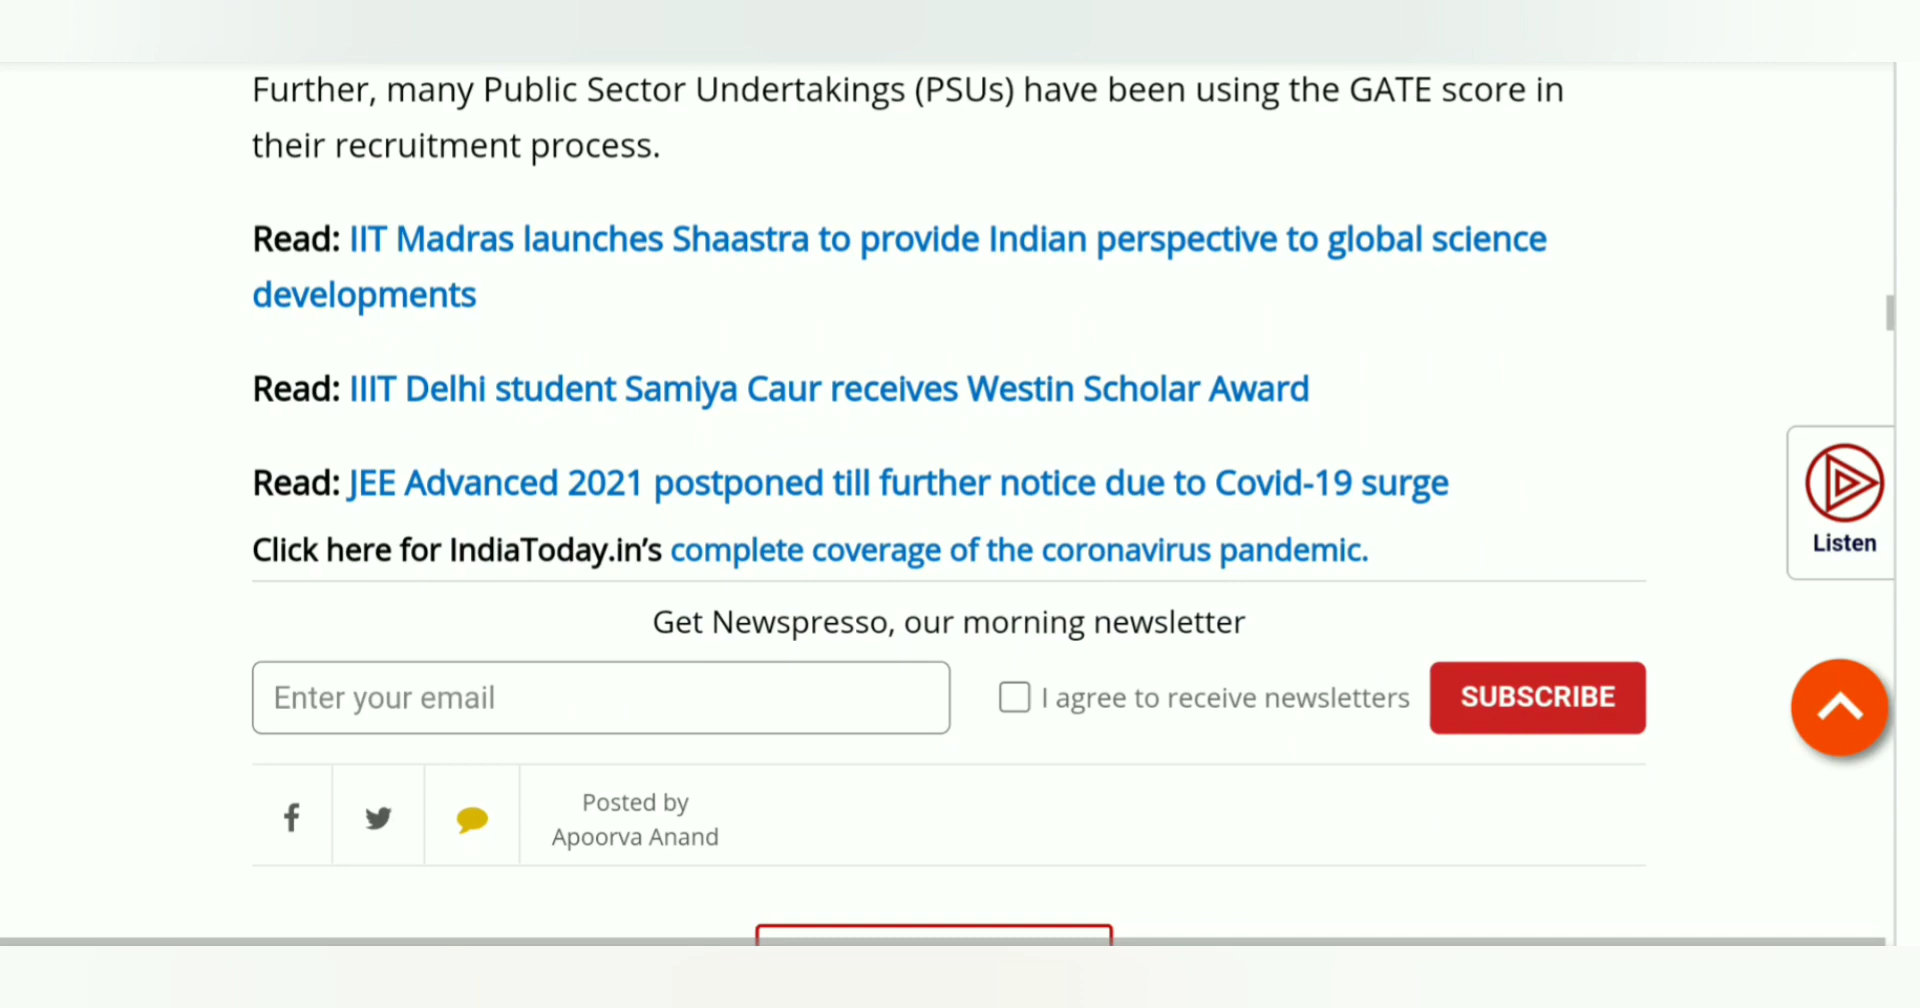 Further, many Public Sector Undertakings (PSUs) have been using the GATE score in
their recruitment process.
Read: IIT Madras launches Shaastra to provide Indian perspective to global science
developments
Read: IIIT Delhi student Samiya Caur receives Westin Scholar Award
Read: JEE Advanced 2021 postponed till further notice due to Covid-19 surge
Click here for IndiaToday.in’s complete coverage of the coronavirus pandemic.
Listen
Get Newspresso, our morning newsletter
Enter your email
I agree to receive newsletters
SUBSCRIBE
Posted by
Apoorva Anand